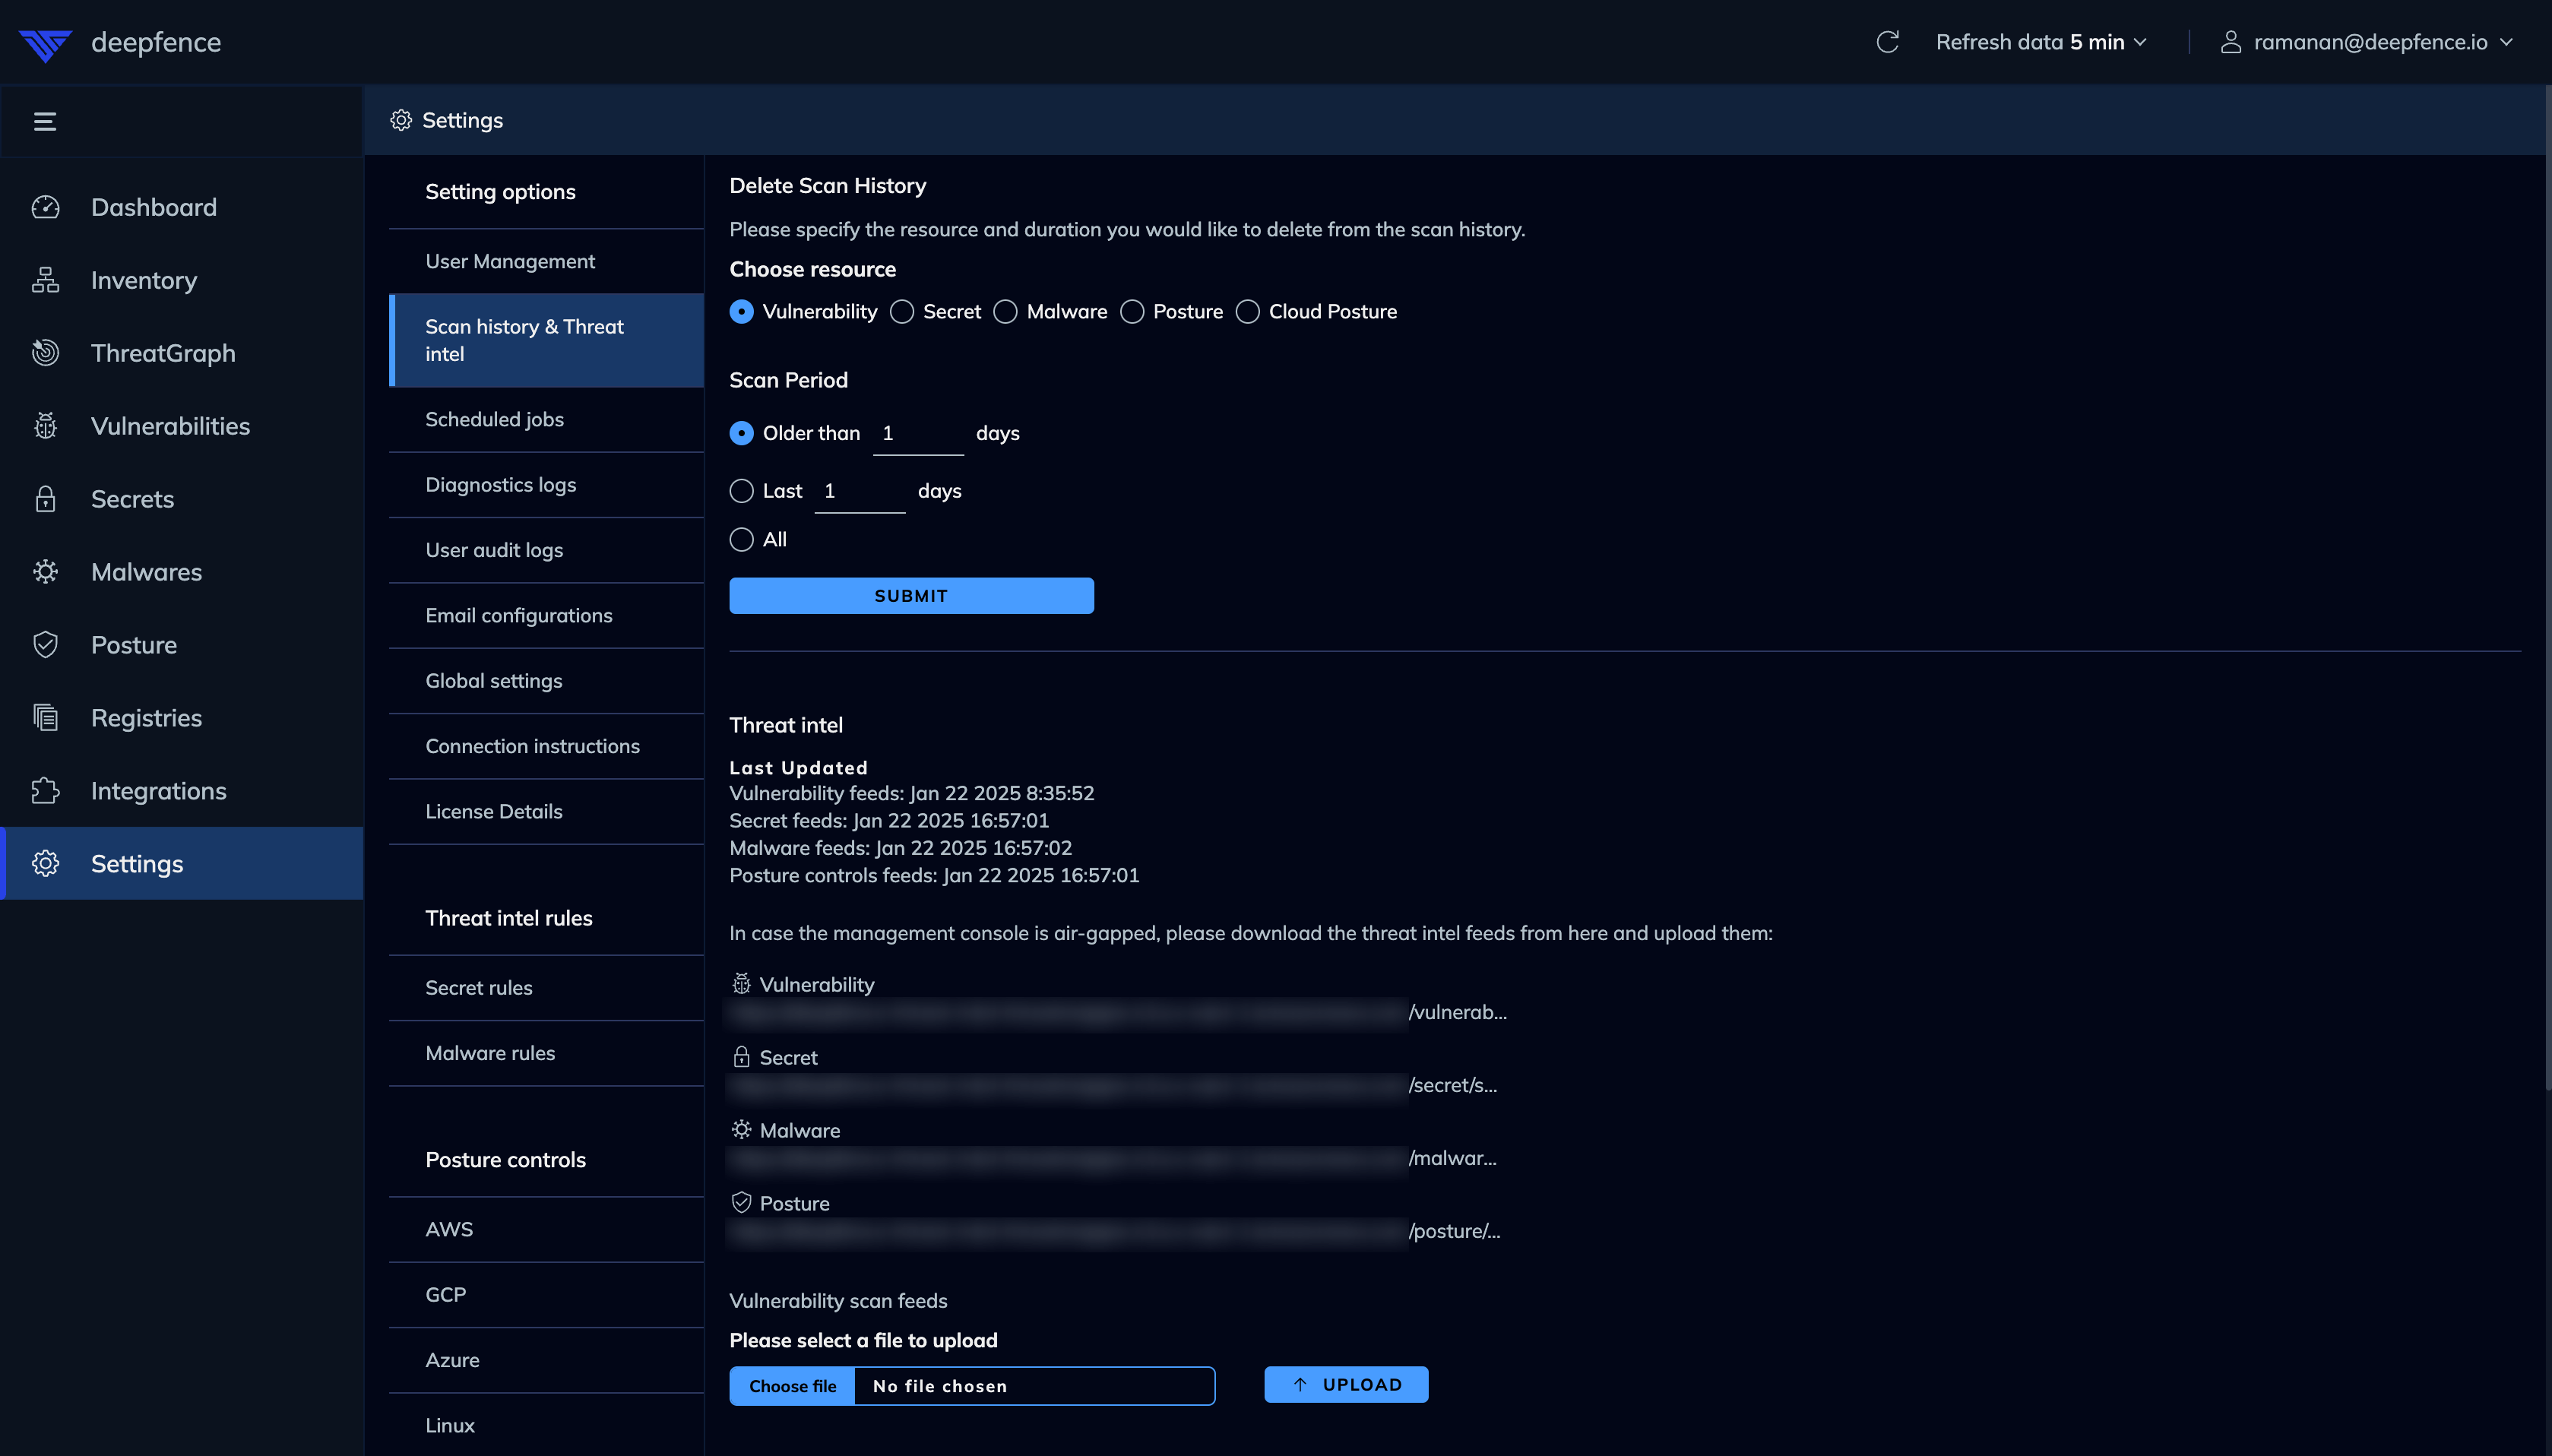 deepfence
Refresh data 5 min
ramanan@deepfence.io
Dashboard
Inventory
ThreatGraph
Vulnerabilities
Secrets
Malwares
Posture
Registries
Integrations
Settings
Settings
Setting options
User Management
Scan history & Threat
intel
Scheduled jobs
Diagnostics logs
User audit logs
Email configurations
Global settings
Connection instructions
License Details
Threat intel rules
Secret rules
Malware rules
Posture controls
AWS
GCP
Azure
Linux
Delete Scan History
Please specify the resource and duration you would like to delete from the scan history.
Choose resource
Vulnerability Secret Malware Posture Cloud Posture
Scan Period
Older than 1 days
Last 1 days
All
SUBMIT
Threat intel
Last Updated
Vulnerability feeds: Jan 22 2025 8:35:52
Secret feeds: Jan 22 2025 16:57:01
Malware feeds: Jan 22 2025 16:57:02
Posture controls feeds: Jan 22 2025 16:57:01
In case the management console is air-gapped, please download the threat intel feeds from here and upload them:
Vulnerability
/vulnerab...
Secret
/secret/s...
Malware
/malwar...
Posture
/posture/...
Vulnerability scan feeds
Please select a file to upload
Choose file No file chosen
UPLOAD